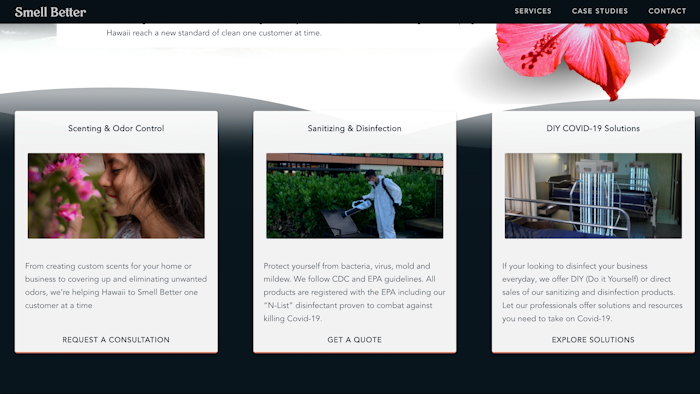 Smell Better
SERVICES CASE STUDIES CONTACT
Hawaii reach a new standard of clean one customer at time.
Scenting & Odor Control
From creating custom scents for your home or
business to covering up and eliminating unwanted
odors, we're helping Hawaii to Smell Better one
customer at a time
REQUEST A CONSULTATION
Sanitizing & Disinfection
Protect yourself from bacteria, virus, mold and
mildew. We follow CDC and EPA guidelines. All
products are registered with the EPA including our
"N-List" disinfectant proven to combat against
killing Covid-19.
GET A QUOTE
DIY COVID-19 Solutions
If your looking to disinfect your business
everyday, we offer DIY (Do it Yourself) or direct
sales of our sanitizing and disinfection products.
Let our professionals offer solutions and resources
you need to take on Covid-19.
EXPLORE SOLUTIONS